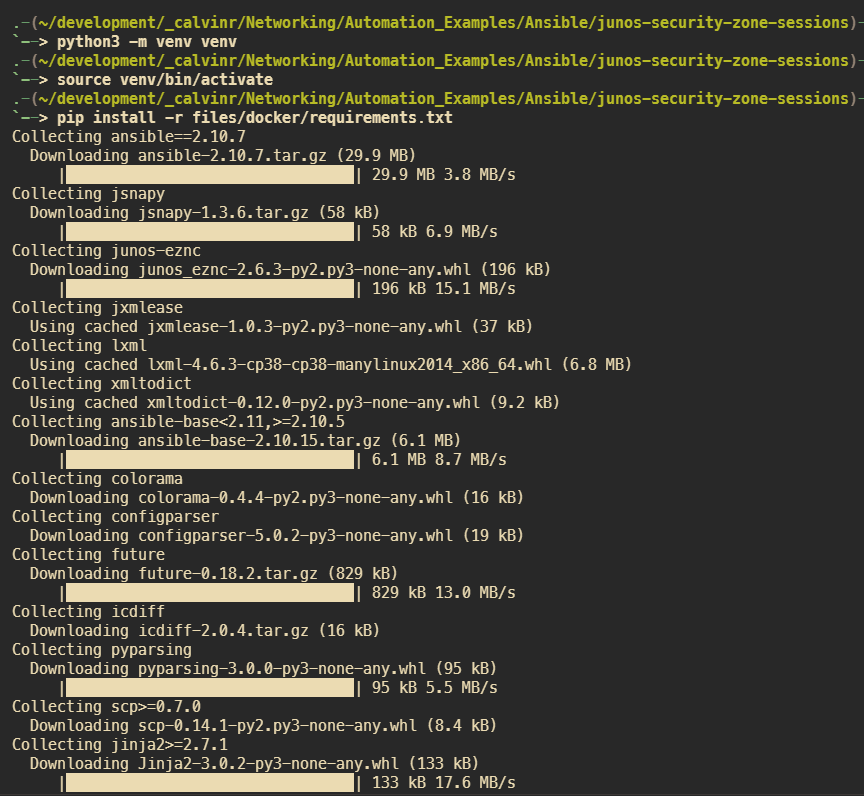 .-(~/development/_calvinr/Networking/Automation_Examples/Ansible/junos-security-zone-sessions)-
`--> python3 -m venv venv
.-(~/development/_calvinr/Networking/Automation_Examples/Ansible/junos-security-zone-sessions)-
`--> source venv/bin/activate
.-(~/development/_calvinr/Networking/Automation_Examples/Ansible/junos-security-zone-sessions)-
`--> pip install -r files/docker/requirements.txt
Collecting ansible==2.10.7
  Downloading ansible-2.10.7.tar.gz (29.9 MB)
     |████████████████████████████████| 29.9 MB 3.8 MB/s
Collecting jsnapy
  Downloading jsnapy-1.3.6.tar.gz (58 kB)
     |████████████████████████████████| 58 kB 6.9 MB/s
Collecting junos-eznc
  Downloading junos_eznc-2.6.3-py2.py3-none-any.whl (196 kB)
     |████████████████████████████████| 196 kB 15.1 MB/s
Collecting jxmlease
  Using cached jxmlease-1.0.3-py2.py3-none-any.whl (37 kB)
Collecting lxml
  Using cached lxml-4.6.3-cp38-cp38-manylinux2014_x86_64.whl (6.8 MB)
Collecting xmltodict
  Using cached xmltodict-0.12.0-py2.py3-none-any.whl (9.2 kB)
Collecting ansible-base<2.11,>=2.10.5
  Downloading ansible-base-2.10.15.tar.gz (6.1 MB)
     |████████████████████████████████| 6.1 MB 8.7 MB/s
Collecting colorama
  Downloading colorama-0.4.4-py2.py3-none-any.whl (16 kB)
Collecting configparser
  Downloading configparser-5.0.2-py3-none-any.whl (19 kB)
Collecting future
  Downloading future-0.18.2.tar.gz (829 kB)
     |████████████████████████████████| 829 kB 13.0 MB/s
Collecting icdiff
  Downloading icdiff-2.0.4.tar.gz (16 kB)
Collecting pyparsing
  Downloading pyparsing-3.0.0-py3-none-any.whl (95 kB)
     |████████████████████████████████| 95 kB 5.5 MB/s
Collecting scp>=0.7.0
  Downloading scp-0.14.1-py2.py3-none-any.whl (8.4 kB)
Collecting jinja2>=2.7.1
  Downloading Jinja2-3.0.2-py3-none-any.whl (133 kB)
     |████████████████████████████████| 133 kB 17.6 MB/s